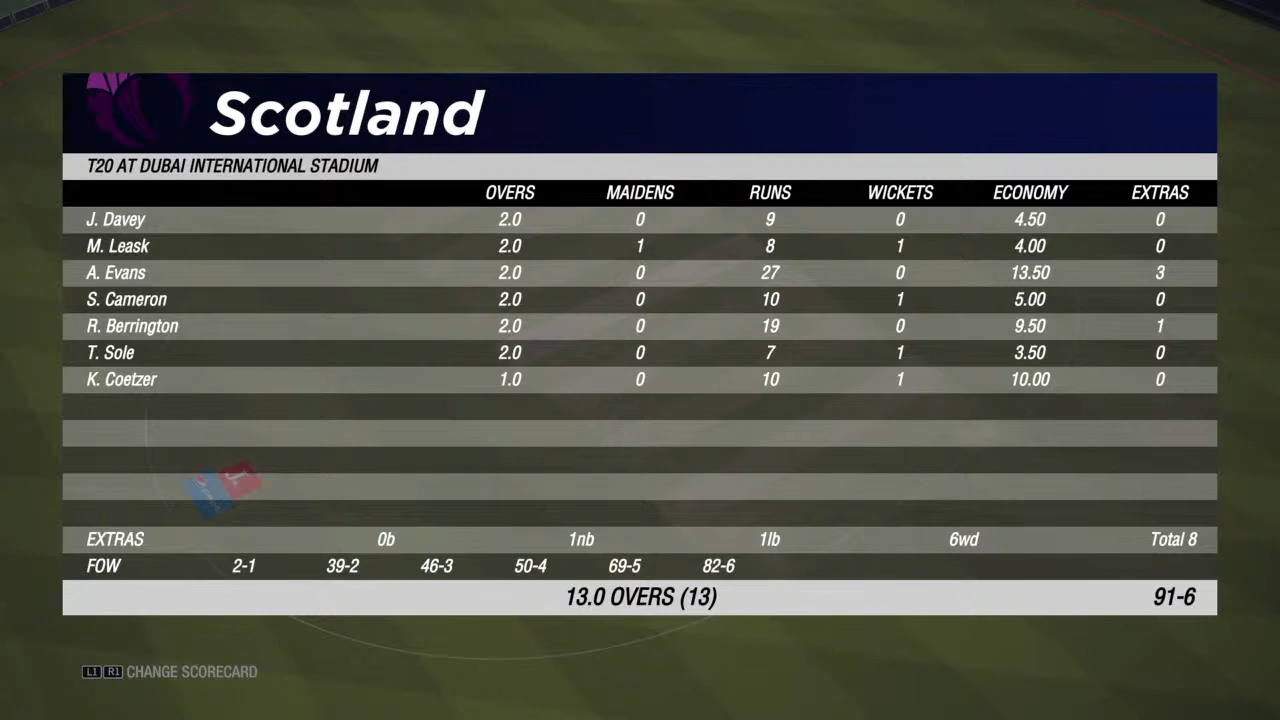 Scotland
T20 AT DUBAI INTERNATIONAL STADIUM
OVERS MAIDENS RUNS WICKETS ECONOMY EXTRAS
J. Davey 2.0 0 9 0 4.50 0
M. Leask 2.0 1 8 1 4.00 0
A. Evans 2.0 0 27 0 13.50 3
S. Cameron 2.0 0 10 1 5.00 0
R. Berrington 2.0 0 19 0 9.50 1
T. Sole 2.0 0 7 1 3.50 0
K. Coetzer 1.0 0 10 1 10.00 0
EXTRAS 0b 1nb 1lb 6wd Total 8
FOW 2-1 39-2 46-3 50-4 69-5 82-6
13.0 OVERS (13) 91-6
L1 R1 CHANGE SCORECARD